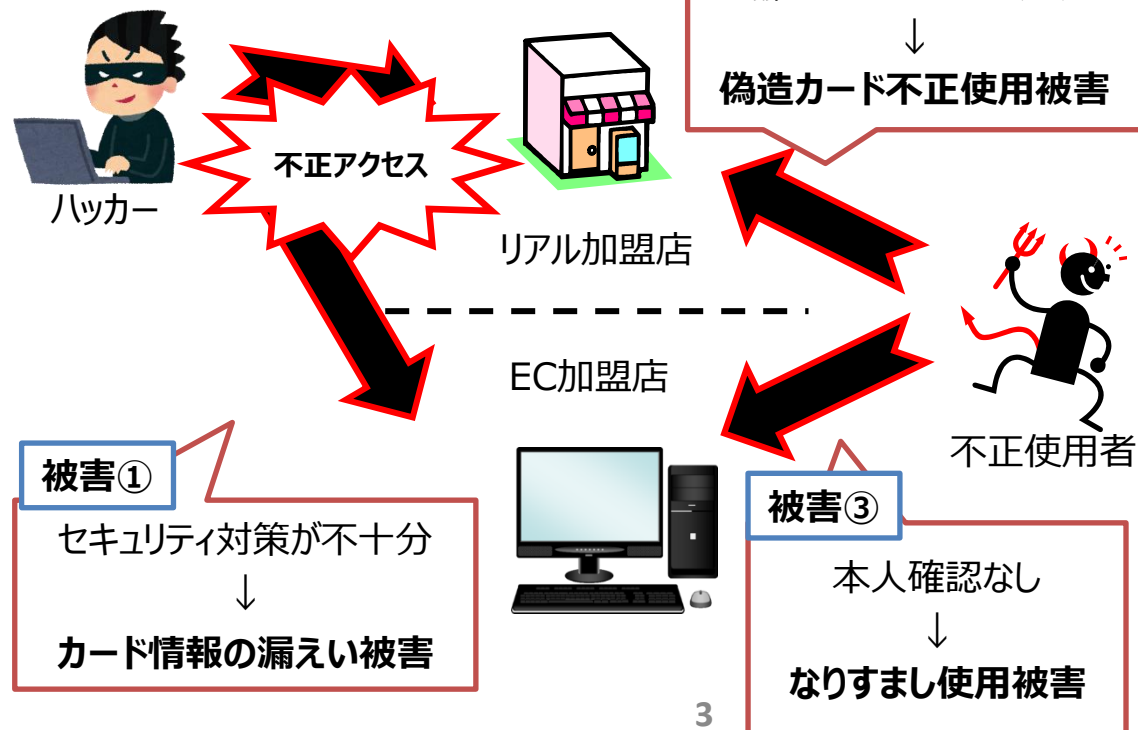 ↓
偽造カード不正使用被害
不正アクセス
ハッカー
リアル加盟店
EC加盟店
不正使用者
被害①
セキュリティ対策が不十分
↓
カード情報の漏えい被害
被害③
本人確認なし
↓
なりすまし使用被害
3